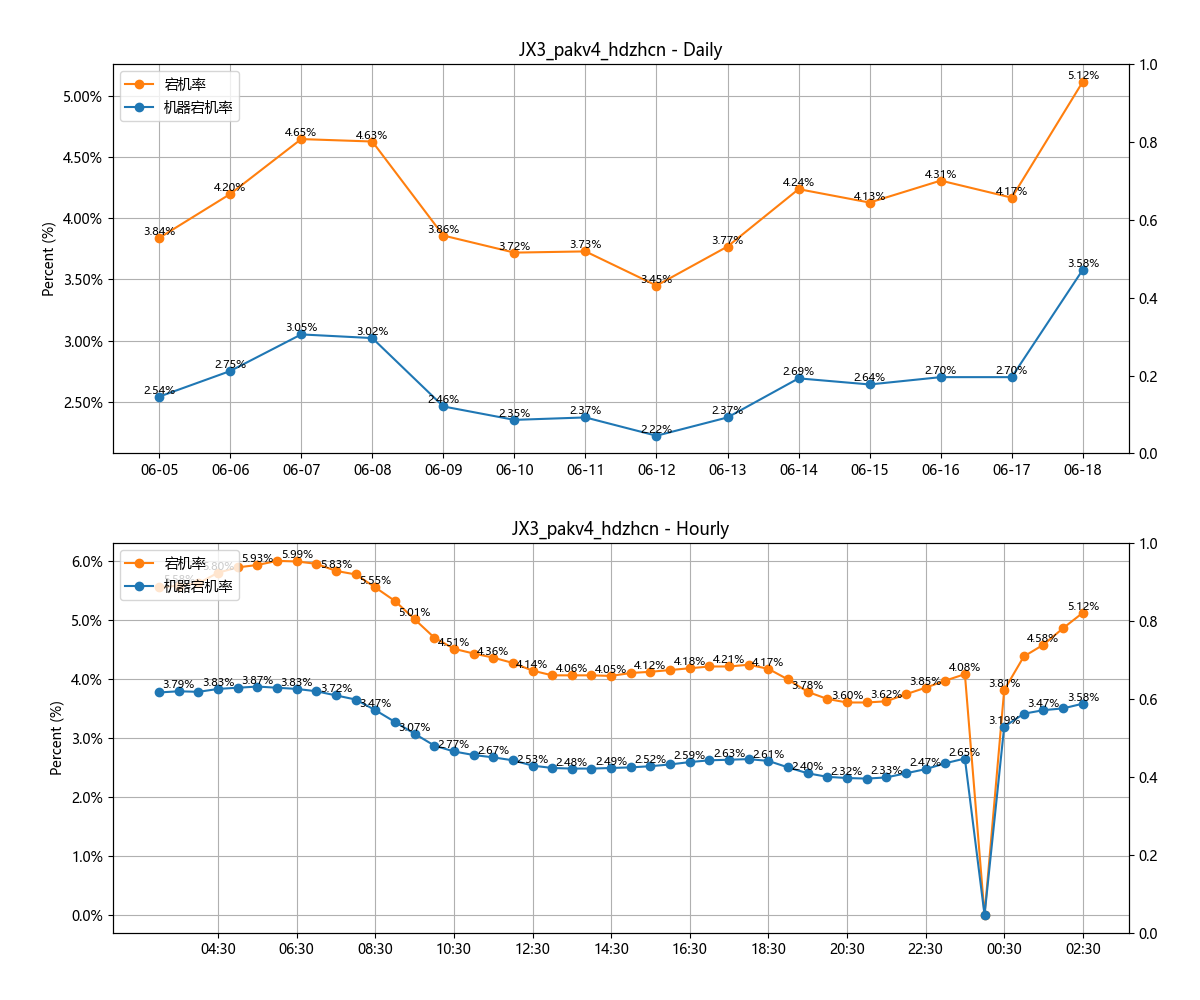 JX3_pakv4_hdzhcn - Daily
宕机率
机器宕机率
Percent (%)
5.00%
4.50%
4.00%
3.50%
3.00%
2.50%
1.0
0.8
0.6
0.4
0.2
0.0
3.84% 4.20% 4.65% 4.63% 3.86% 3.72% 3.73% 3.45% 3.77% 4.24% 4.13% 4.31% 4.17% 5.12%
2.54% 2.75% 3.05% 3.02% 2.46% 2.35% 2.37% 2.22% 2.37% 2.69% 2.64% 2.70% 2.70% 3.58%
06-05 06-06 06-07 06-08 06-09 06-10 06-11 06-12 06-13 06-14 06-15 06-16 06-17 06-18
JX3_pakv4_hdzhcn - Hourly
宕机率
机器宕机率
Percent (%)
6.0%
5.0%
4.0%
3.0%
2.0%
1.0%
0.0%
1.0
0.8
0.6
0.4
0.2
0.0
5.80% 5.93% 5.99% 5.83% 5.55% 5.01% 4.51% 4.36% 4.14% 4.06% 4.05% 4.12% 4.18% 4.21% 4.17% 3.78% 3.60% 3.62% 3.85% 4.08% 3.81% 4.58% 5.12%
3.79% 3.83% 3.87% 3.83% 3.72% 3.47% 3.07% 2.77% 2.67% 2.53% 2.48% 2.49% 2.52% 2.59% 2.63% 2.61% 2.40% 2.32% 2.33% 2.47% 2.65% 3.19% 3.47% 3.58%
04:30 06:30 08:30 10:30 12:30 14:30 16:30 18:30 20:30 22:30 00:30 02:30